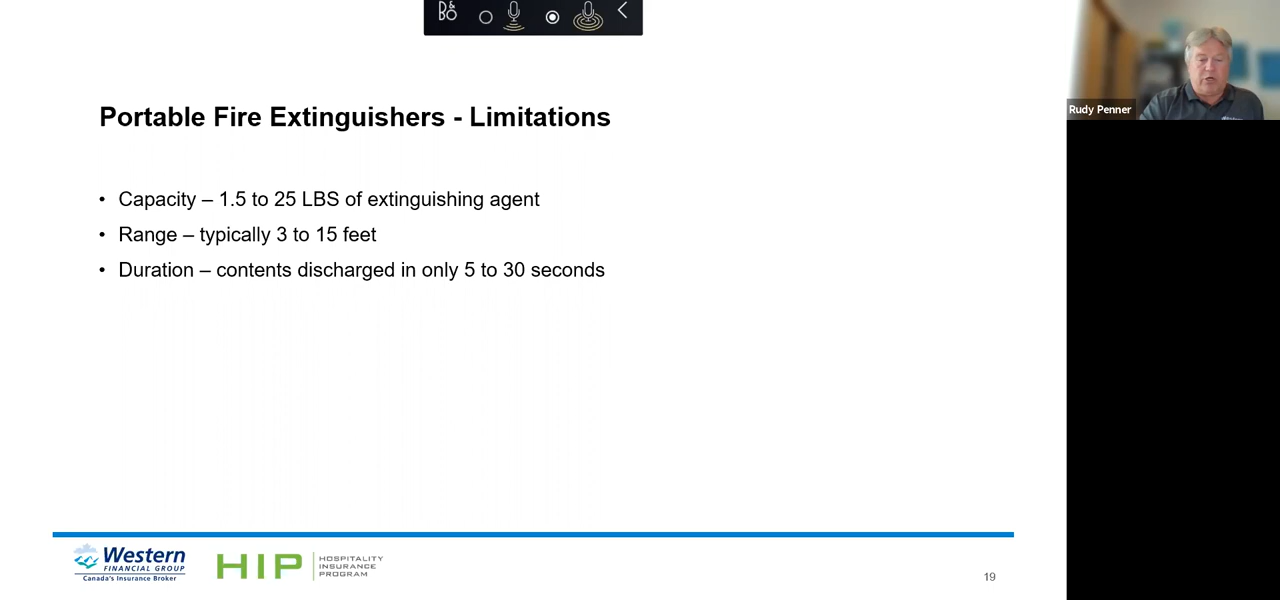 B&O
Rudy Penner
Portable Fire Extinguishers - Limitations
• Capacity – 1.5 to 25 LBS of extinguishing agent
• Range – typically 3 to 15 feet
• Duration – contents discharged in only 5 to 30 seconds
Western
FINANCIAL GROUP
Canada's Insurance Broker
HIP
HOSPITALITY
INSURANCE
PROGRAM
19